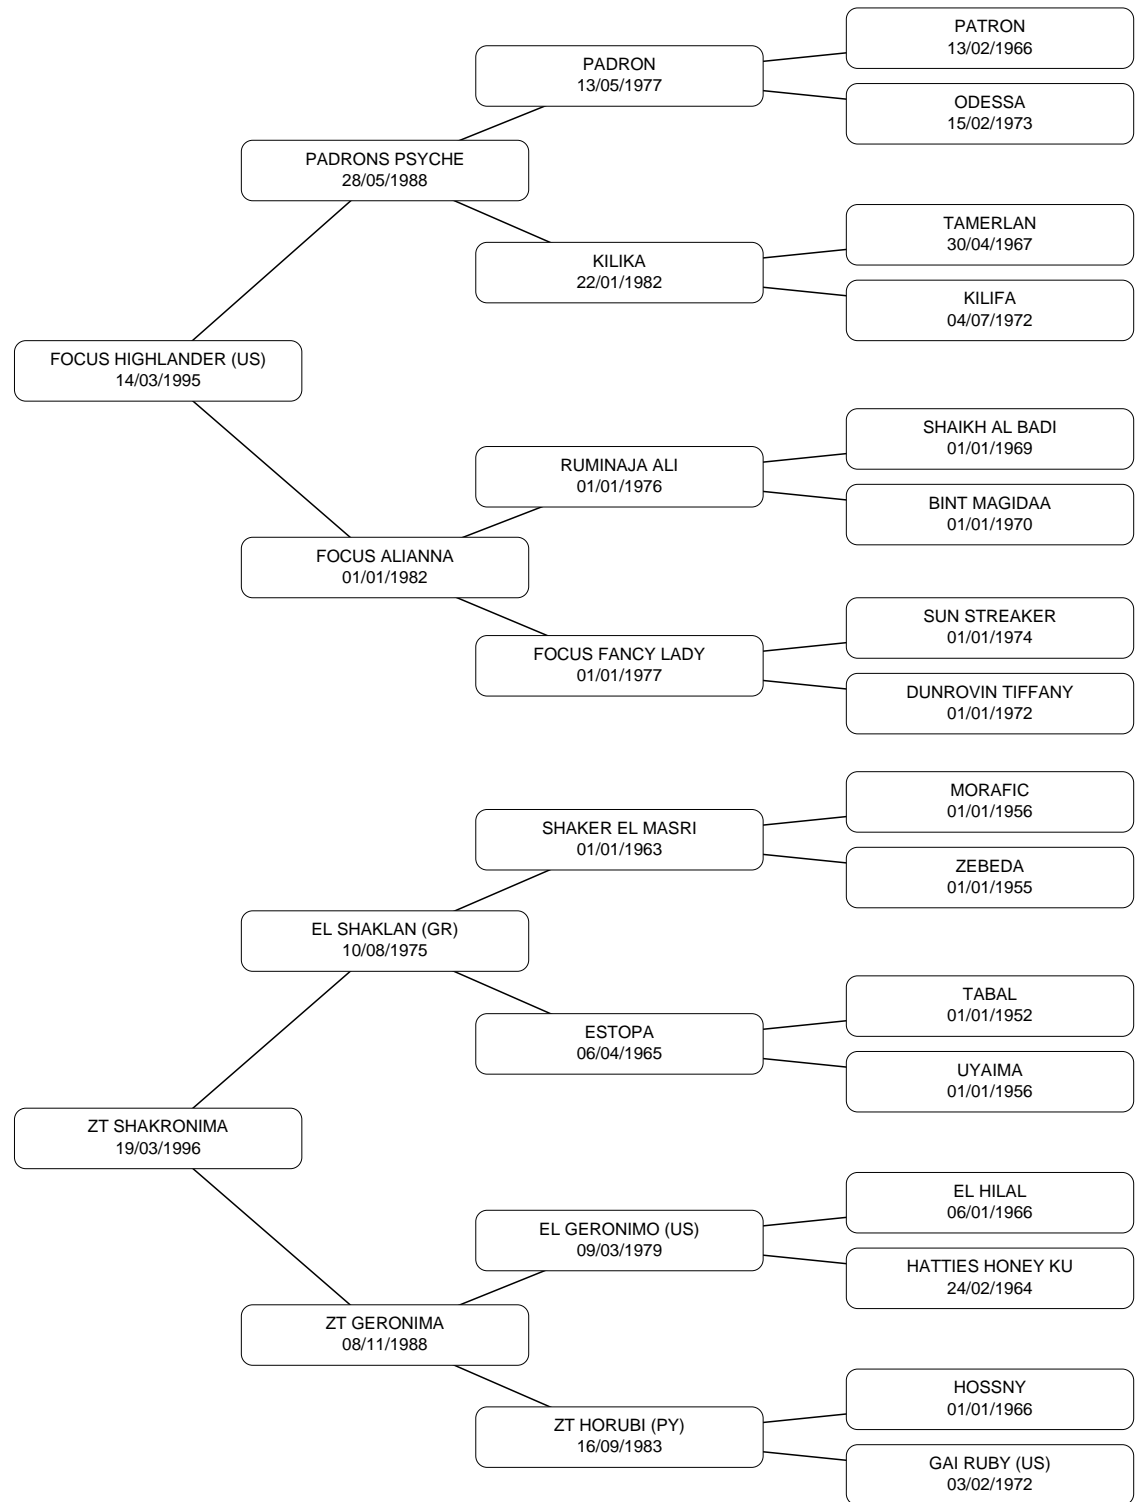 PATRON
13/02/1966
PADRON
13/05/1977
ODESSA
15/02/1973
PADRONS PSYCHE
28/05/1988
TAMERLAN
30/04/1967
KILIKA
22/01/1982
KILIFA
04/07/1972
FOCUS HIGHLANDER (US)
14/03/1995
SHAIKH AL BADI
01/01/1969
RUMINAJA ALI
01/01/1976
BINT MAGIDAA
01/01/1970
FOCUS ALIANNA
01/01/1982
SUN STREAKER
01/01/1974
FOCUS FANCY LADY
01/01/1977
DUNROVIN TIFFANY
01/01/1972
MORAFIC
01/01/1956
SHAKER EL MASRI
01/01/1963
ZEBEDA
01/01/1955
EL SHAKLAN (GR)
10/08/1975
TABAL
01/01/1952
ESTOPA
06/04/1965
UYAIMA
01/01/1956
ZT SHAKRONIMA
19/03/1996
EL HILAL
06/01/1966
EL GERONIMO (US)
09/03/1979
HATTIES HONEY KU
24/02/1964
ZT GERONIMA
08/11/1988
HOSSNY
01/01/1966
ZT HORUBI (PY)
16/09/1983
GAI RUBY (US)
03/02/1972